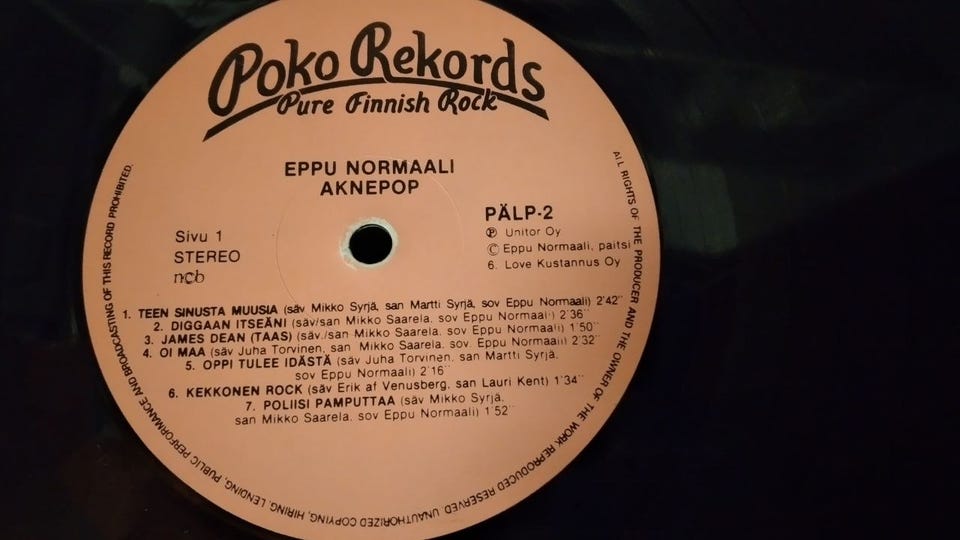 Poko Rekords
Pure Finnish Rock
EPPU NORMAALI
AKNEPOP
Sivu 1
STEREO
ncb
PÄLP-2
Ⓟ Unitor Oy
© Eppu Normaali, paitsi
6. Love Kustannus Oy
1. TEEN SINUSTA MUUSIA (säv Mikko Syrjä, san Martti Syrjä, sov Eppu Normaali) 2'42"
2. DIGGAAN ITSEÄNI (säv/san Mikko Saarela, sov Eppu Normaali) 2'36"
3. JAMES DEAN (TAAS) (säv./san Mikko Saarela. sov Eppu Normaali) 1'50"
4. OI MAA (säv Juha Torvinen, san Mikko Saarela, sov. Eppu Normaali) 2'32"
5. OPPI TULEE IDÄSTÄ (säv Juha Torvinen, san Martti Syrjä,
sov Eppu Normaali) 2'16"
6. KEKKONEN ROCK (säv Erik af Venusberg, san Lauri Kent) 1'34"
7. POLIISI PAMPUTTAA (säv Mikko Syrjä,
san Mikko Saarela, sov Eppu Normaali) 1'52"
ALL RIGHTS OF THE PRODUCER AND THE OWNER OF THE WORK REPRODUCED RESERVED. UNAUTHORIZED COPYING, HIRING, LENDING, PUBLIC PERFORMANCE AND BROADCASTING OF THIS RECORD PROHIBITED.